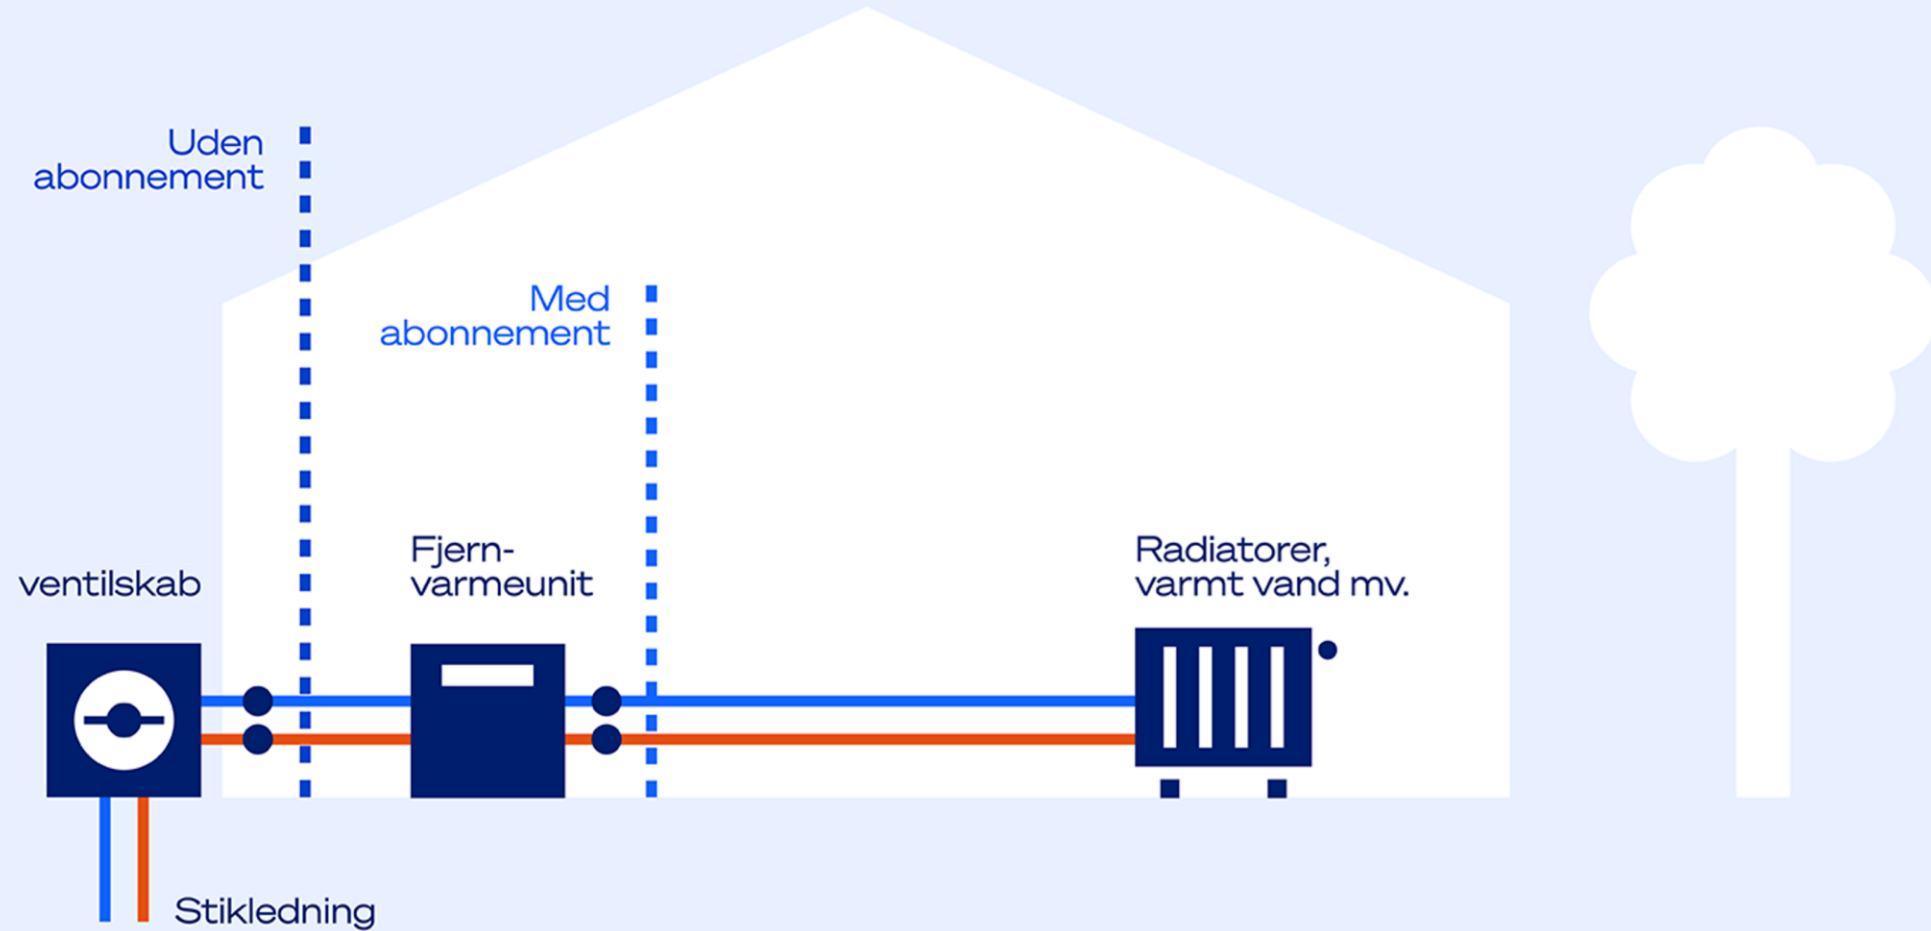 Uden
abonnement
Med
abonnement
ventilskab
Fjern-
varmeunit
Radiatorer,
varmt vand mv.
Stikledning